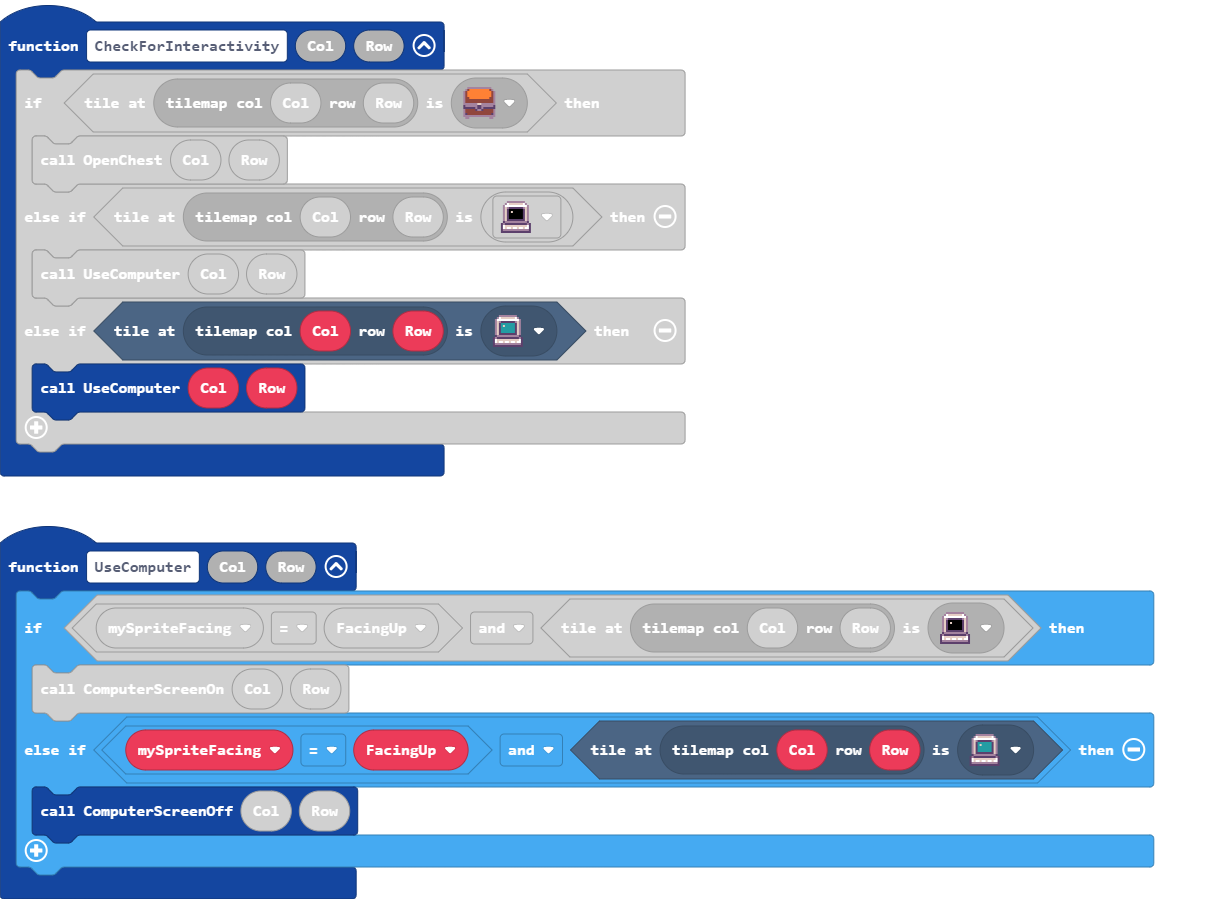 function CheckForInteractivity Col Row
if tile at tilemap col Col row Row is then
call OpenChest Col Row
else if tile at tilemap col Col row Row is then
call UseComputer Col Row
else if tile at tilemap col Col row Row is then
call UseComputer Col Row
function UseComputer Col Row
if mySpriteFacing = FacingUp and tile at tilemap col Col row Row is then
call ComputerScreenOn Col Row
else if mySpriteFacing = FacingUp and tile at tilemap col Col row Row is then
call ComputerScreenOff Col Row